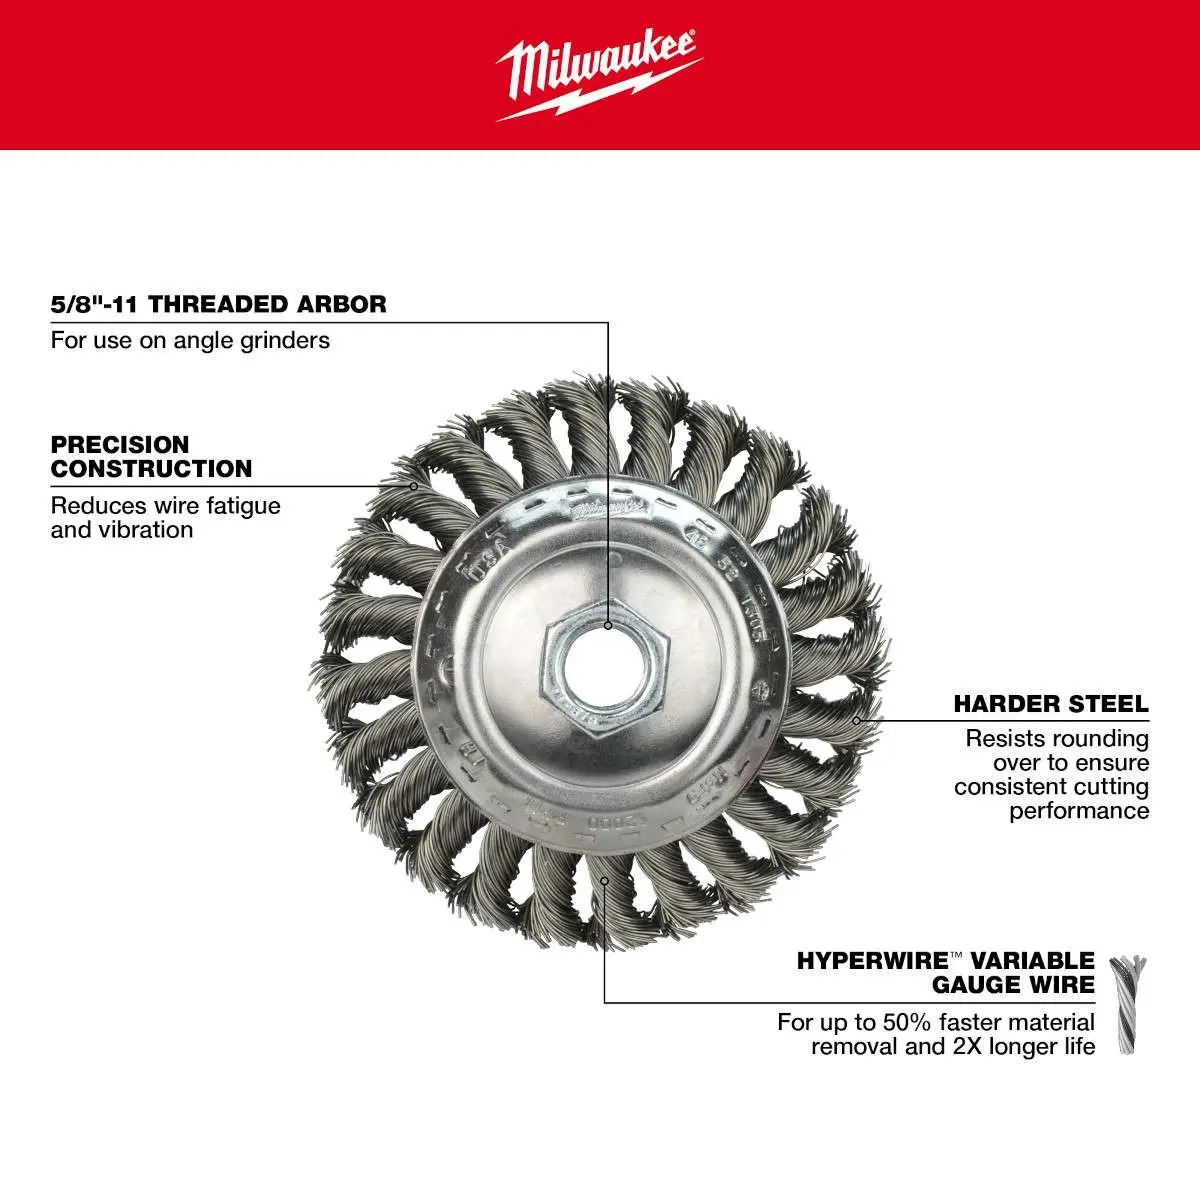 Milwaukee®
5/8"-11 THREADED ARBOR
For use on angle grinders
PRECISION
CONSTRUCTION
Reduces wire fatigue
and vibration
Milwaukee
USA
HARDER STEEL
Resists rounding
over to ensure
consistent cutting
performance
HYPERWIRE™ VARIABLE
GAUGE WIRE
For up to 50% faster material
removal and 2X longer life